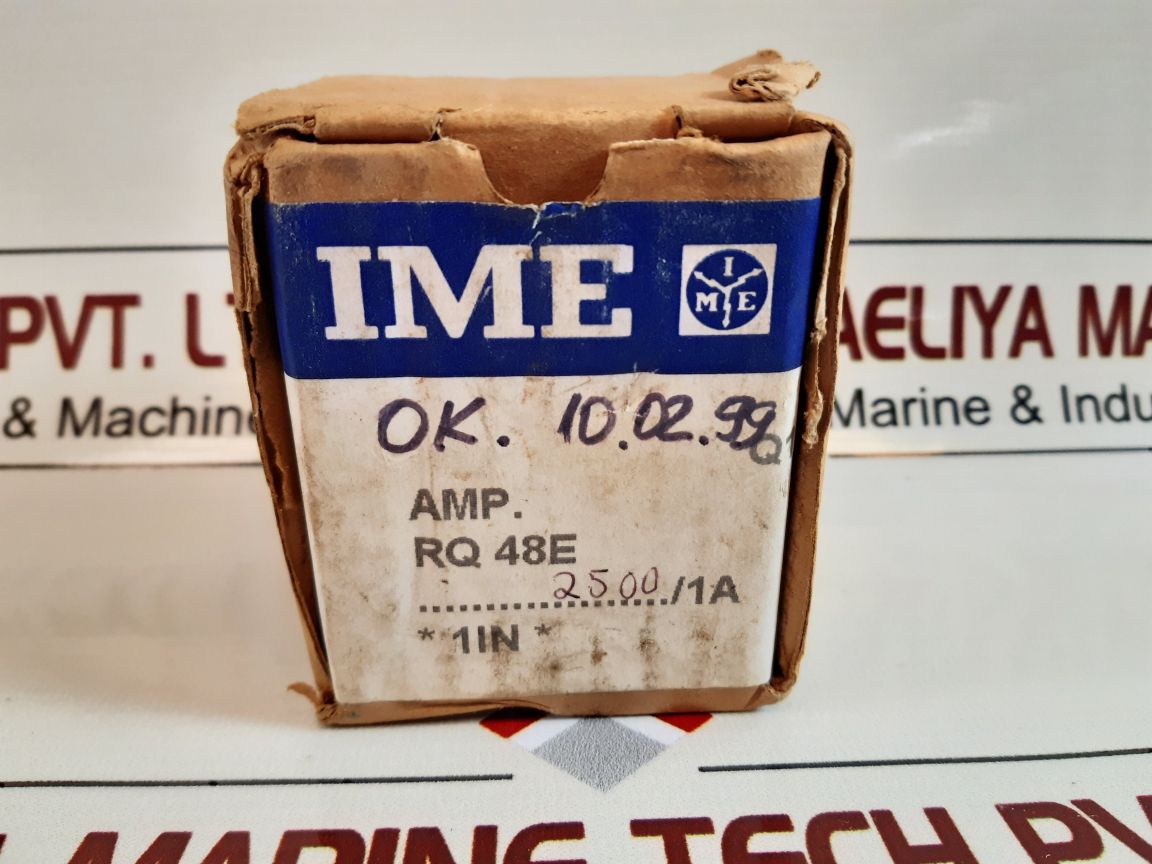 IME
I
M E
OK. 10.02.99
Q
AMP.
RQ 48E
2500
...................../1A
* 1IN *
PVT. L
& Machine
AELIYA MA
Marine & Indu
MARINE TECH PV